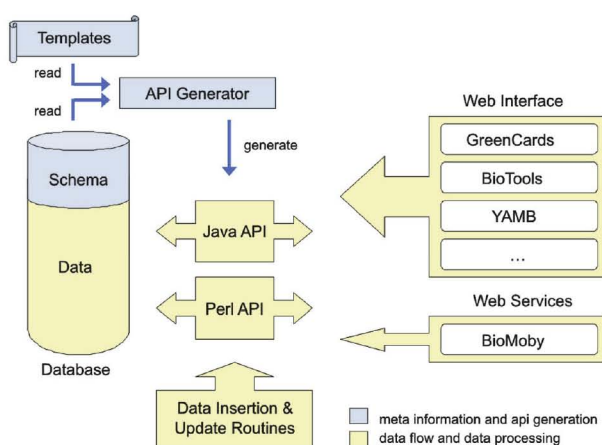 Templates
read
read
API Generator
generate
Schema
Data
Database
Java API
Perl API
Data Insertion &
Update Routines
Web Interface
GreenCards
BioTools
YAMB
...
Web Services
BioMoby
meta information and api generation
data flow and data processing